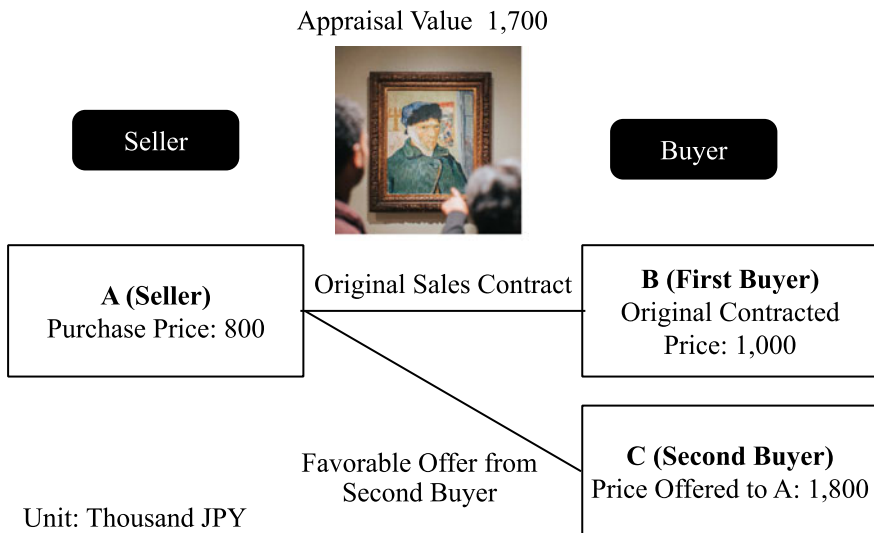 Appraisal Value 1,700
Seller
Buyer
A (Seller)
Purchase Price: 800
Original Sales Contract
B (First Buyer)
Original Contracted
Price: 1,000
Favorable Offer from
Second Buyer
C (Second Buyer)
Price Offered to A: 1,800
Unit: Thousand JPY